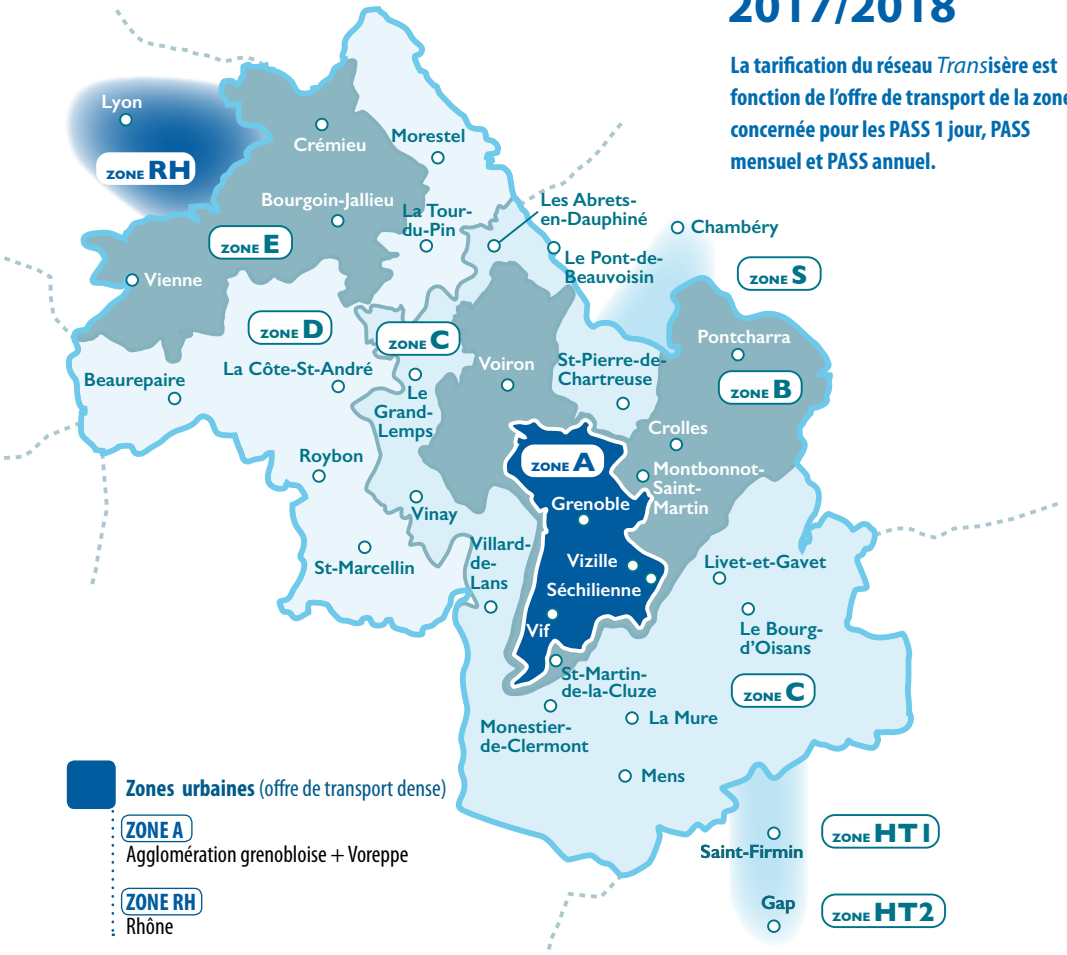 2017/2018
La tarification du réseau Transisère est
fonction de l'offre de transport de la zone
concernée pour les PASS 1 jour, PASS
mensuel et PASS annuel.
Lyon
ZONE RH
Crémieu
Morestel
Bourgoin-Jallieu
La Tour-
du-Pin
Les Abrets-
en-Dauphiné
Chambéry
ZONE E
Le Pont-de-
Beauvoisin
ZONE S
Vienne
ZONE D
ZONE C
Pontcharra
La Côte-St-André
Voiron
St-Pierre-de-
Chartreuse
Beaurepaire
ZONE B
Le
Grand-
Lemps
Crolles
Roybon
ZONE A
Montbonnot-
Saint-
Martin
Grenoble
Vinay
Villard-
de-
Lans
St-Marcellin
Vizille
Livet-et-Gavet
Séchilienne
Vif
Le Bourg-
d'Oisans
St-Martin-
de-la-Cluze
ZONE C
Monestier-
de-Clermont
La Mure
Mens
Zones urbaines (offre de transport dense)
ZONE A
Agglomération grenobloise + Voreppe
ZONE RH
Rhône
Saint-Firmin
ZONE HT1
Gap
ZONE HT2